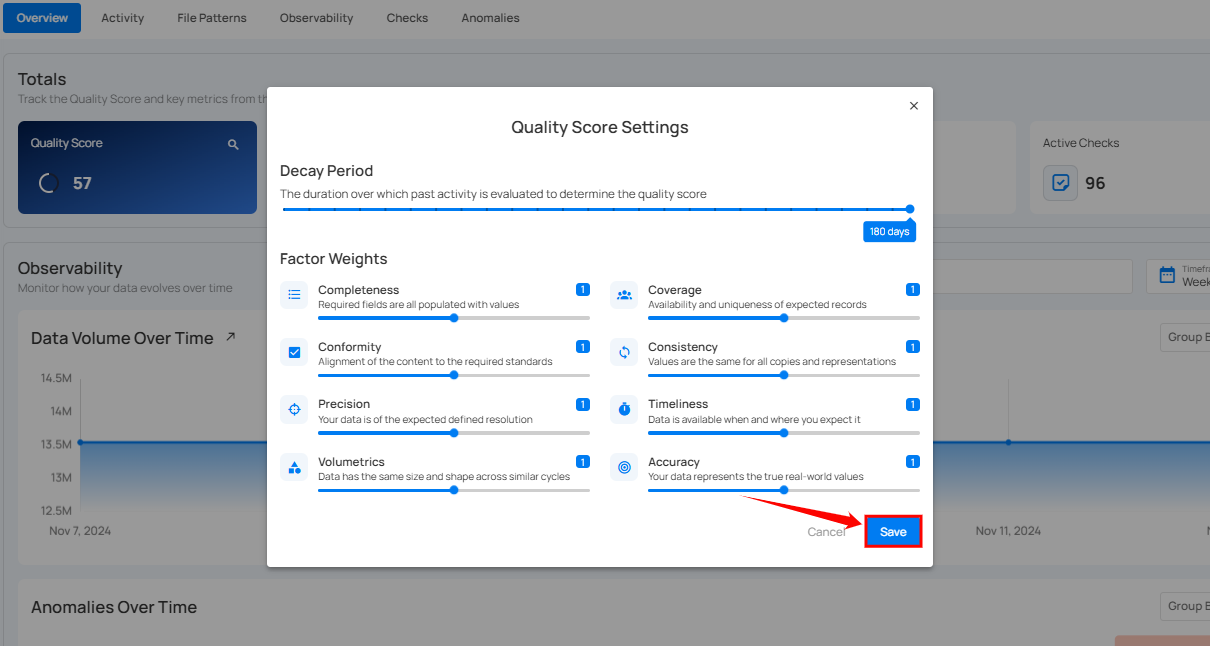 Overview Activity File Patterns Observability Checks Anomalies
Totals
Track the Quality Score and key metrics from
Quality Score
57
Active Checks
96
Quality Score Settings
Decay Period
The duration over which past activity is evaluated to determine the quality score
180 days
Factor Weights
Completeness 1
Required fields are all populated with values
Coverage 1
Availability and uniqueness of expected records
Conformity 1
Alignment of the content to the required standards
Consistency 1
Values are the same for all copies and representations
Precision 1
Your data is of the expected defined resolution
Timeliness 1
Data is available when and where you expect it
Volumetrics 1
Data has the same size and shape across similar cycles
Accuracy 1
Your data represents the true real-world values
Cancel Save
Observability
Monitor how your data evolves over time
Week
Data Volume Over Time
Group
14.5M
14M
13.5M
13M
12.5M
Nov 7, 2024
Nov 11, 2024
Anomalies Over Time
Group